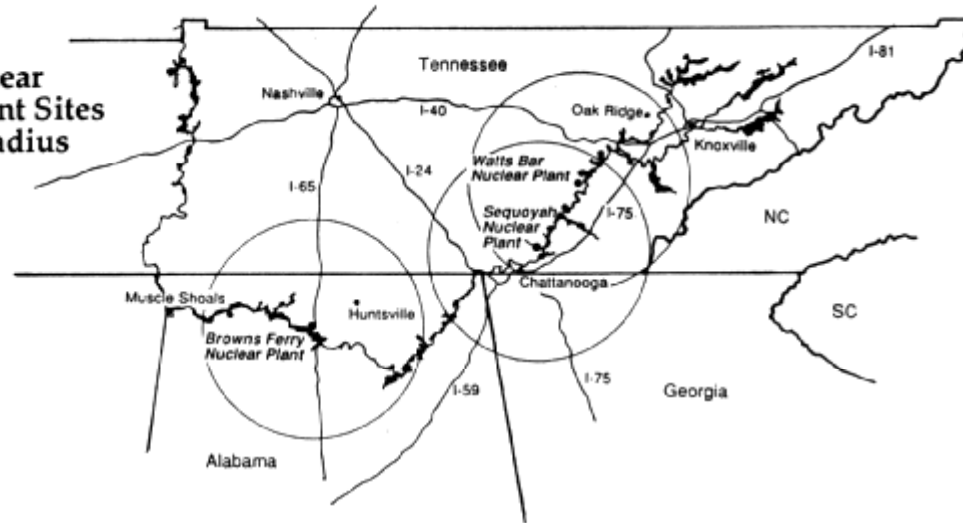 ear
nt Sites
adius
Tennessee
I-81
Nashville
Oak Ridge
I-40
Knoxville
Watts Bar
Nuclear Plant
I-65
I-24
I-75
Sequoyah
Nuclear
Plant
NC
Chattanooga
Muscle Shoals
Huntsville
SC
Browns Ferry
Nuclear Plant
I-59
I-75
Georgia
Alabama